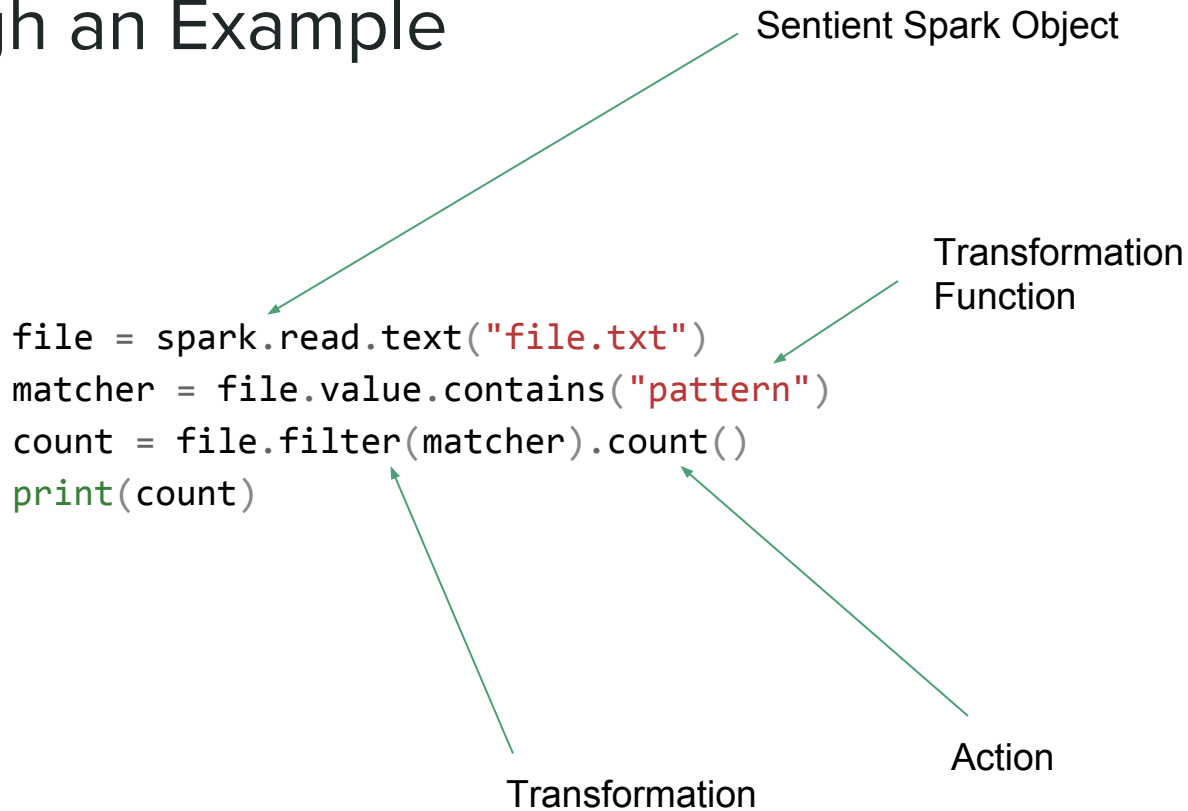 gh an Example
Sentient Spark Object
Transformation
Function
file = spark.read.text("file.txt")
matcher = file.value.contains("pattern")
count = file.filter(matcher).count()
print(count)
Action
Transformation